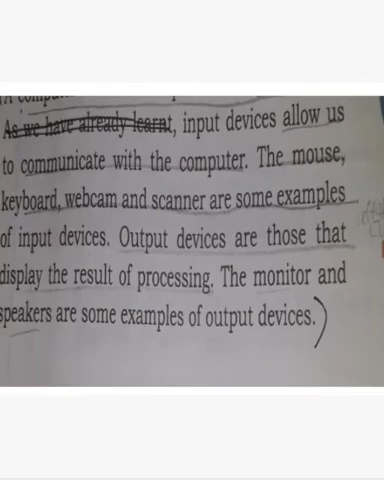 As we have already learnt, input devices allow us
to communicate with the computer. The mouse,
keyboard, webcam and scanner are some examples
of input devices. Output devices are those that
display the result of processing. The monitor and
speakers are some examples of output devices.)